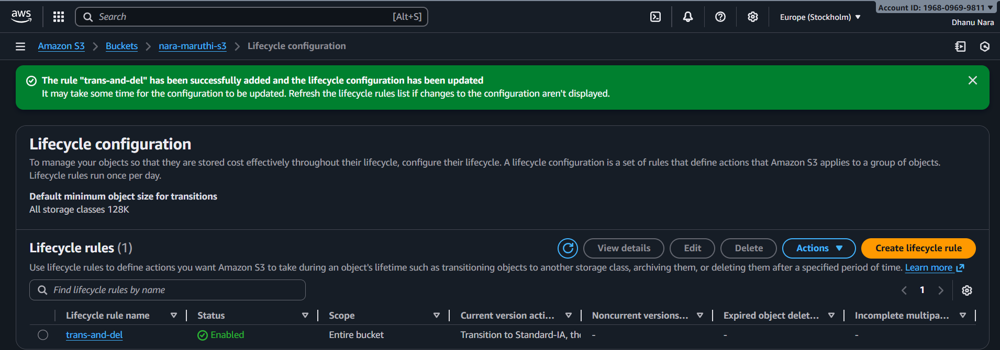 aws
Search [Alt+S]
Europe (Stockholm)
Account ID: 1968-0969-9811
Dhanu Nara
Amazon S3 > Buckets > nara-maruthi-s3 > Lifecycle configuration
The rule "trans-and-del" has been successfully added and the lifecycle configuration has been updated
It may take some time for the configuration to be updated. Refresh the lifecycle rules list if changes to the configuration aren't displayed.
Lifecycle configuration
To manage your objects so that they are stored cost effectively throughout their lifecycle, configure their lifecycle. A lifecycle configuration is a set of rules that define actions that Amazon S3 applies to a group of objects.
Lifecycle rules run once per day.
Default minimum object size for transitions
All storage classes 128K
Lifecycle rules (1)
View details Edit Delete Actions Create lifecycle rule
Use lifecycle rules to define actions you want Amazon S3 to take during an object's lifetime such as transitioning objects to another storage class, archiving them, or deleting them after a specified period of time. Learn more
Find lifecycle rules by name
1
Lifecycle rule name Status Scope Current version acti... Noncurrent versions... Expired object delet... Incomplete multipa...
trans-and-del Enabled Entire bucket Transition to Standard-IA, the - - -